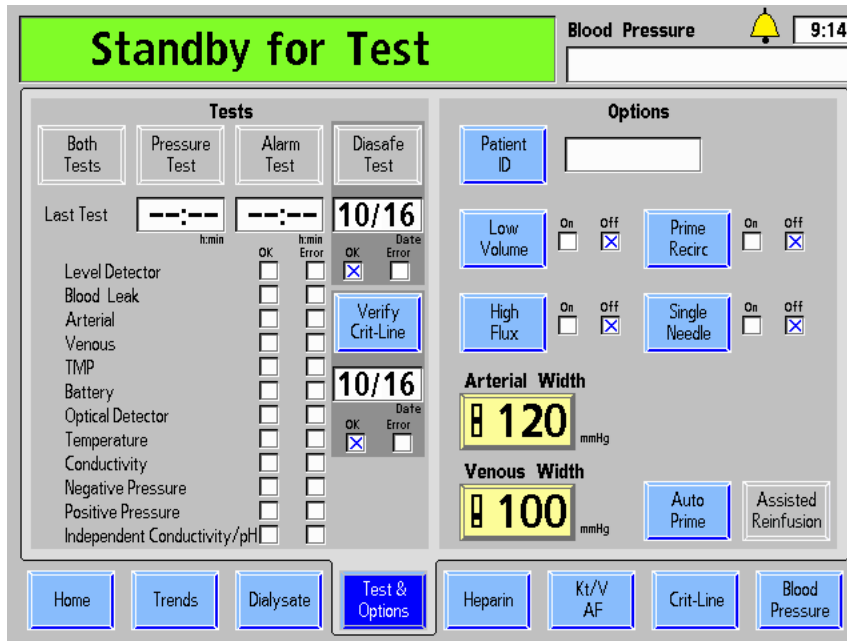 Standby for Test
Blood Pressure
9:14
Tests
Both Tests
Pressure Test
Alarm Test
Diasafe Test
Last Test
--:--
h:min
--:--
h:min
10/16
Date
OK Error
OK Error
Level Detector
Blood Leak
Arterial
Venous
TMP
Battery
Optical Detector
Temperature
Conductivity
Negative Pressure
Positive Pressure
Independent Conductivity/pH
Verify Crit-Line
10/16
Date
OK Error
Options
Patient ID
Low Volume
On Off
Prime Recirc
On Off
High Flux
On Off
Single Needle
On Off
Arterial Width
120 mmHg
Venous Width
100 mmHg
Auto Prime
Assisted Reinfusion
Home
Trends
Dialysate
Test & Options
Heparin
Kt/V AF
Crit-Line
Blood Pressure